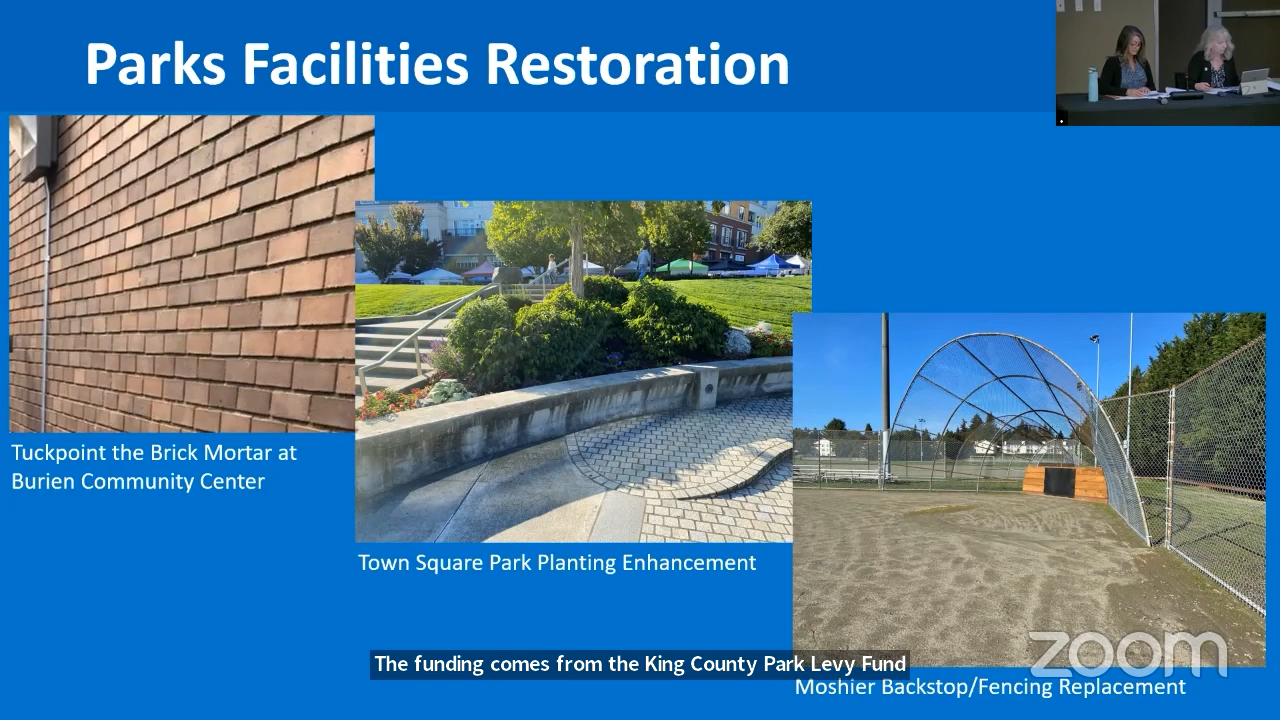 Parks Facilities Restoration
Tuckpoint the Brick Mortar at
Burien Community Center
Town Square Park Planting Enhancement
The funding comes from the King County Park Levy Fund
zoom
Moshier Backstop/Fencing Replacement